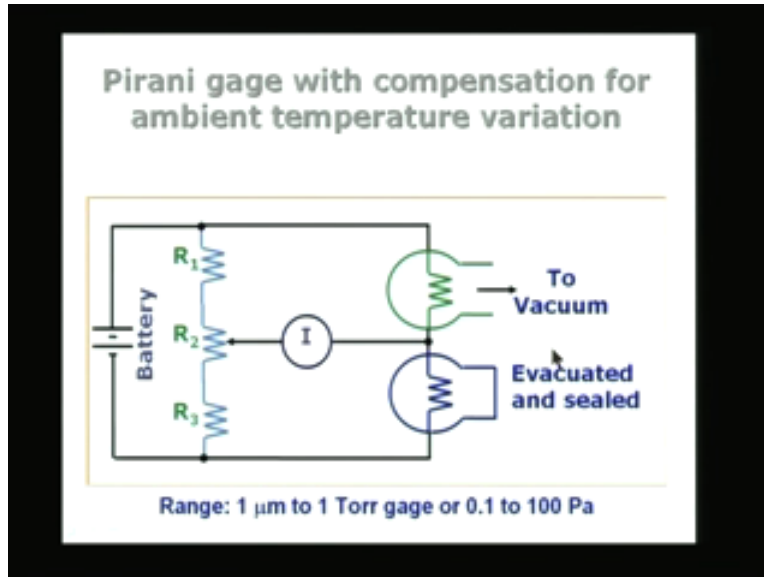 Pirani gage with compensation for
ambient temperature variation
R1
R2
R3
Battery
I
To
Vacuum
Evacuated
and sealed
Range: 1 μm to 1 Torr gage or 0.1 to 100 Pa